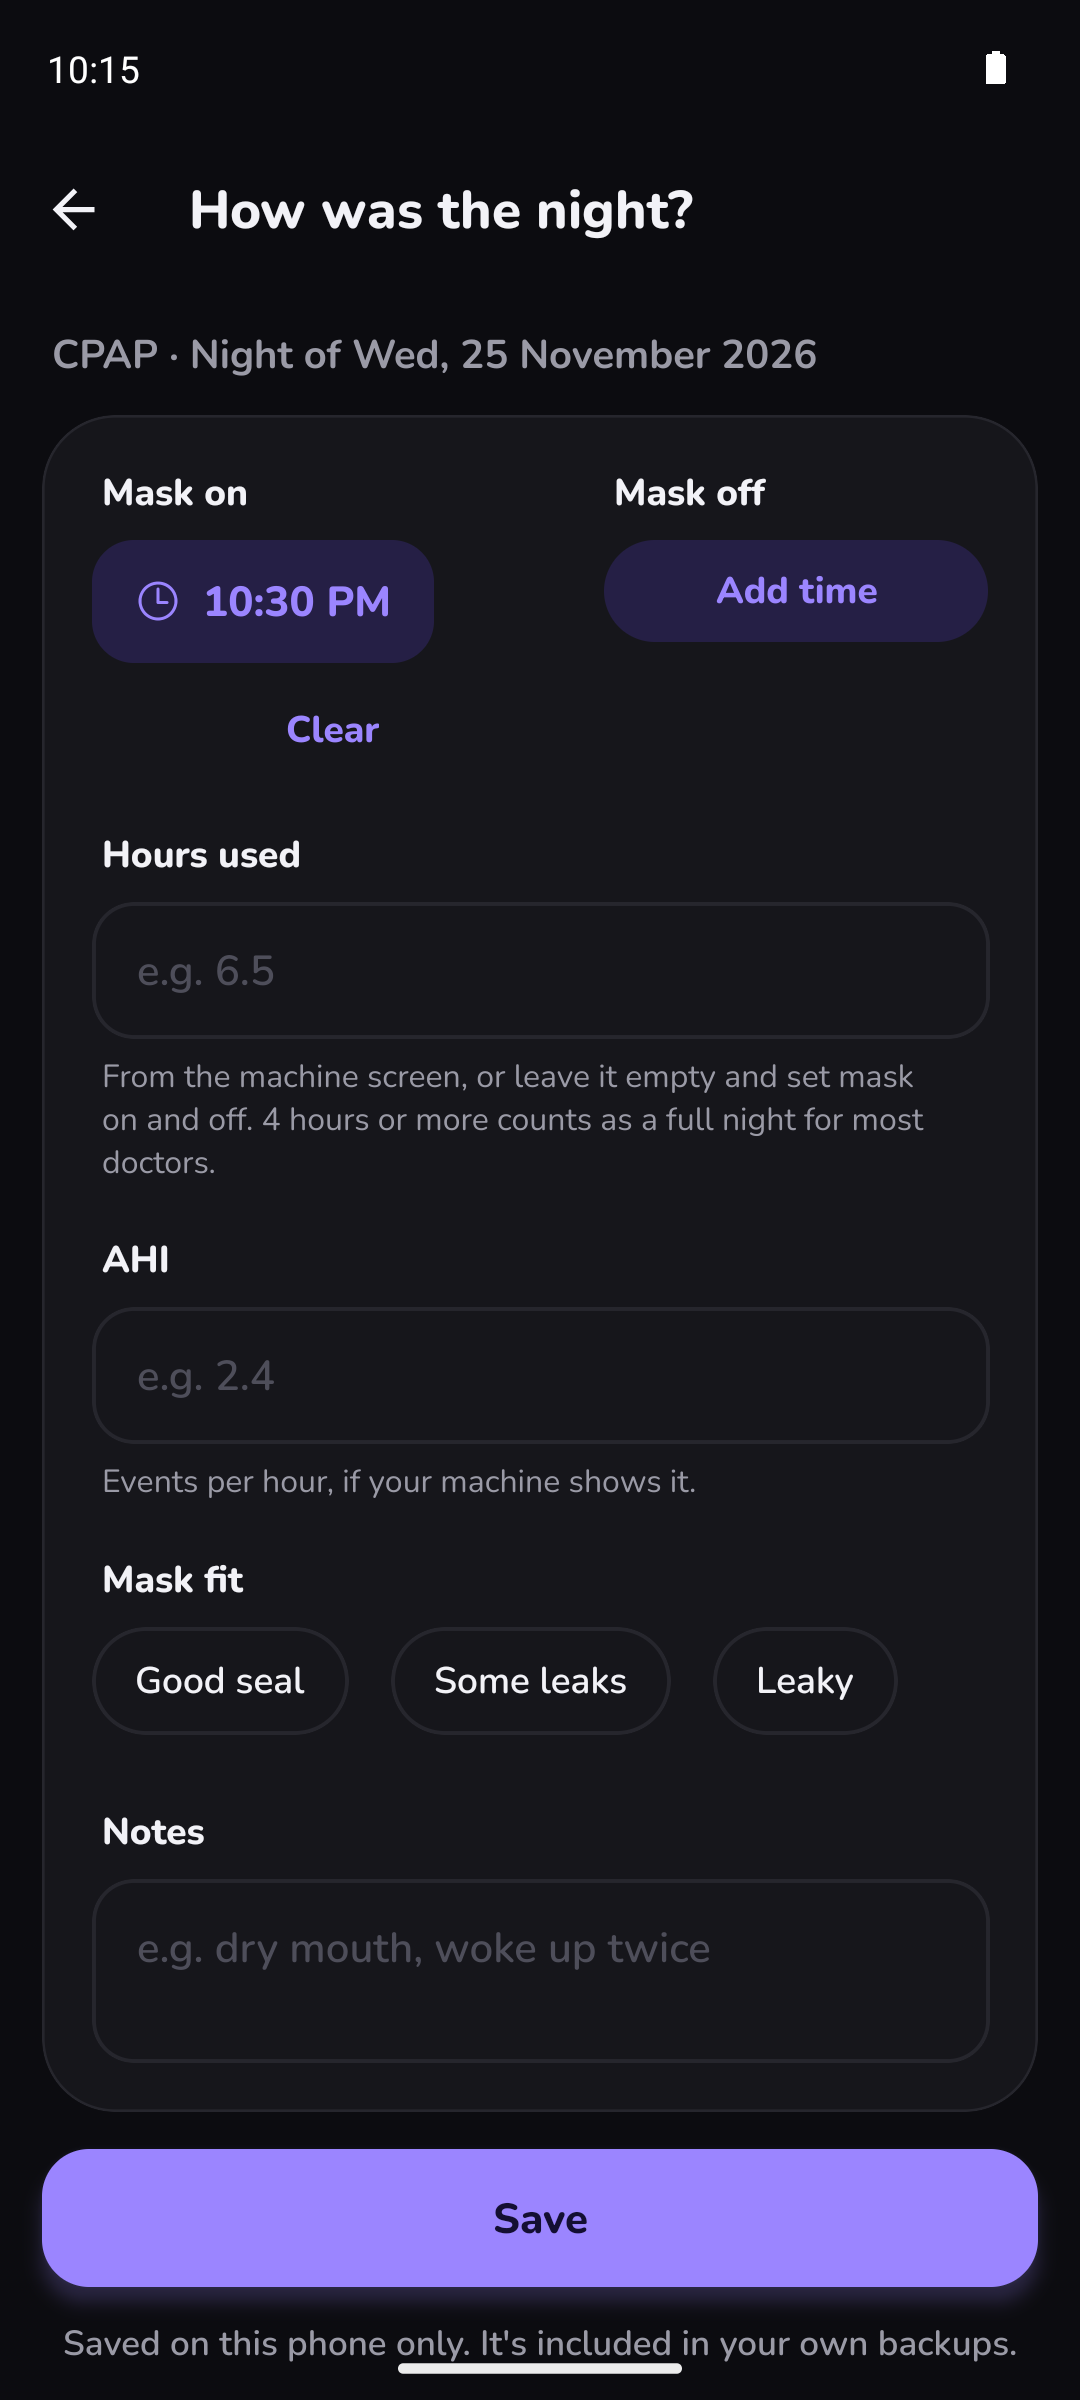 10:15
How was the night?
CPAP · Night of Wed, 25 November 2026
Mask on
Mask off
10:30 PM
Add time
Clear
Hours used
e.g. 6.5
From the machine screen, or leave it empty and set mask
on and off. 4 hours or more counts as a full night for most
doctors.
AHI
e.g. 2.4
Events per hour, if your machine shows it.
Mask fit
Good seal
Some leaks
Leaky
Notes
e.g. dry mouth, woke up twice
Save
Saved on this phone only. It's included in your own backups.